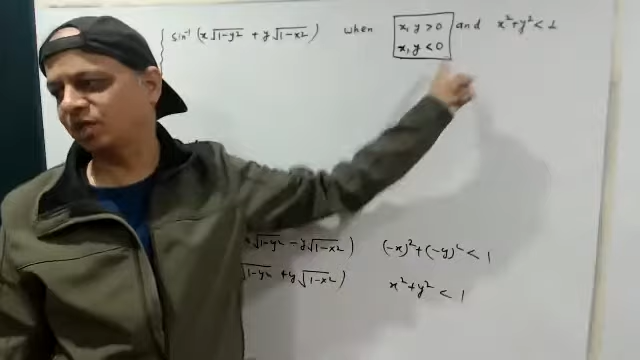 sin⁻¹ (x√1-y² + y√1-x²) when x, y > 0 and x² + y² < 1
x, y < 0
√1-y² - y√1-x²) (-x)² + (-y)² < 1
√1-y² + y√1-x²) x² + y² < 1